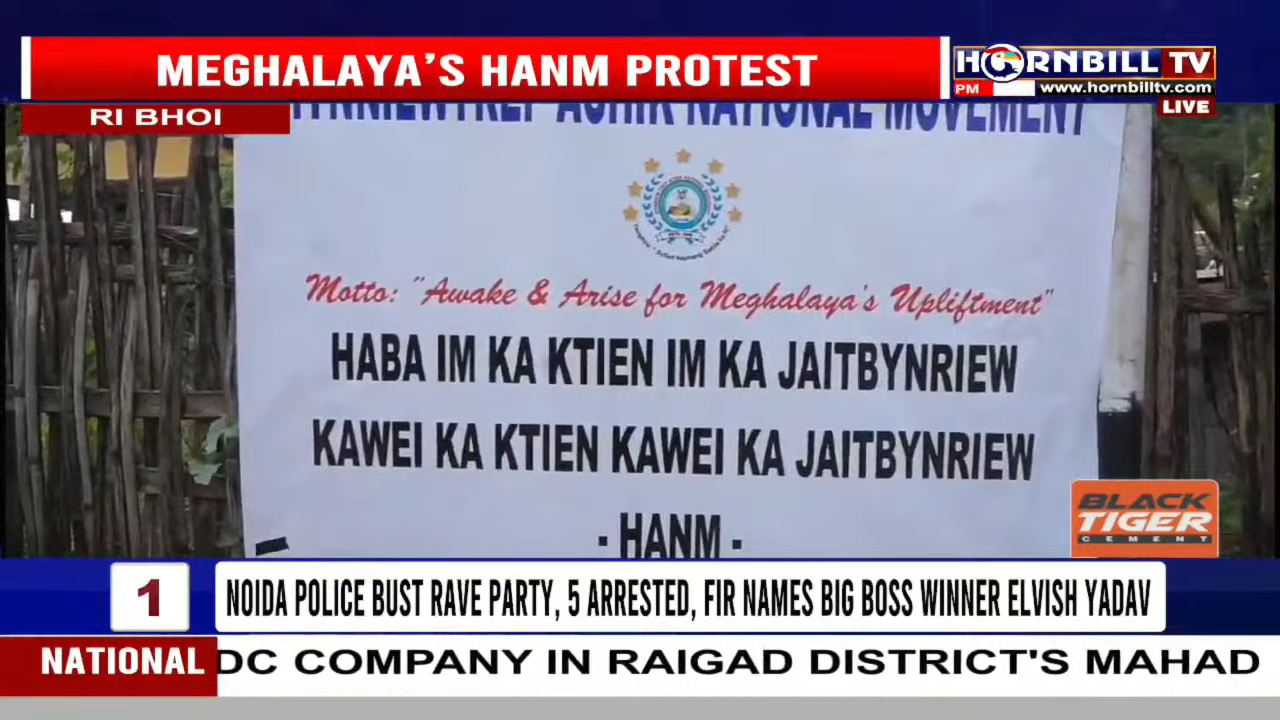 MEGHALAYA'S HANM PROTEST
HORNBILL TV
PM
www.hornbilltv.com
LIVE
RI BHOI
ACHIK NATIONAL MOVEMENT
Motto: "Awake & Arise for Meghalaya's Upliftment"
HABA IM KA KTIEN IM KA JAITBYNRIEW
KAWEI KA KTIEN KAWEI KA JAITBYNRIEW
- HANM -
BLACK
TIGER
CEMENT
1
NOIDA POLICE BUST RAVE PARTY, 5 ARRESTED, FIR NAMES BIG BOSS WINNER ELVISH YADAV
NATIONAL
DC COMPANY IN RAIGAD DISTRICT'S MAHAD